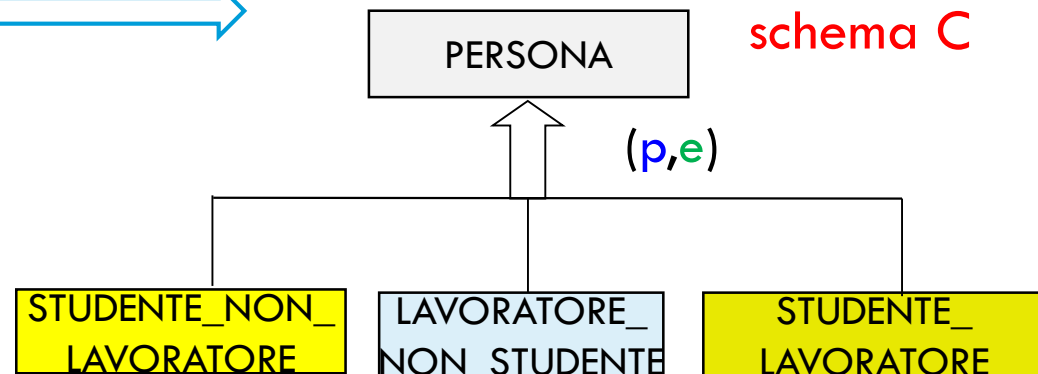 schema C
PERSONA
(p,e)
STUDENTE_NON_
LAVORATORE
LAVORATORE_
NON_STUDENTE
STUDENTE_
LAVORATORE